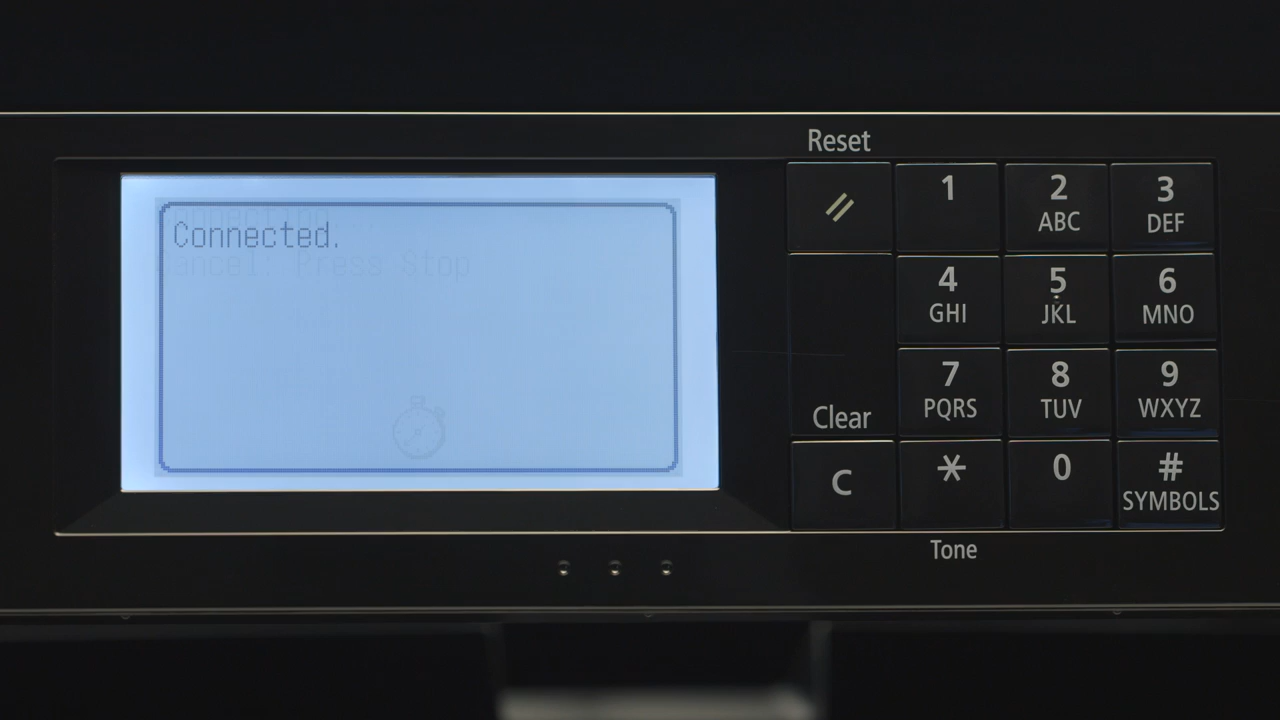 Connecting
Connected.
Cancel: Press Stop
Reset
1
2
ABC
3
DEF
4
GHI
5
JKL
6
MNO
7
PQRS
8
TUV
9
WXYZ
Clear
C
*
0
#
SYMBOLS
Tone